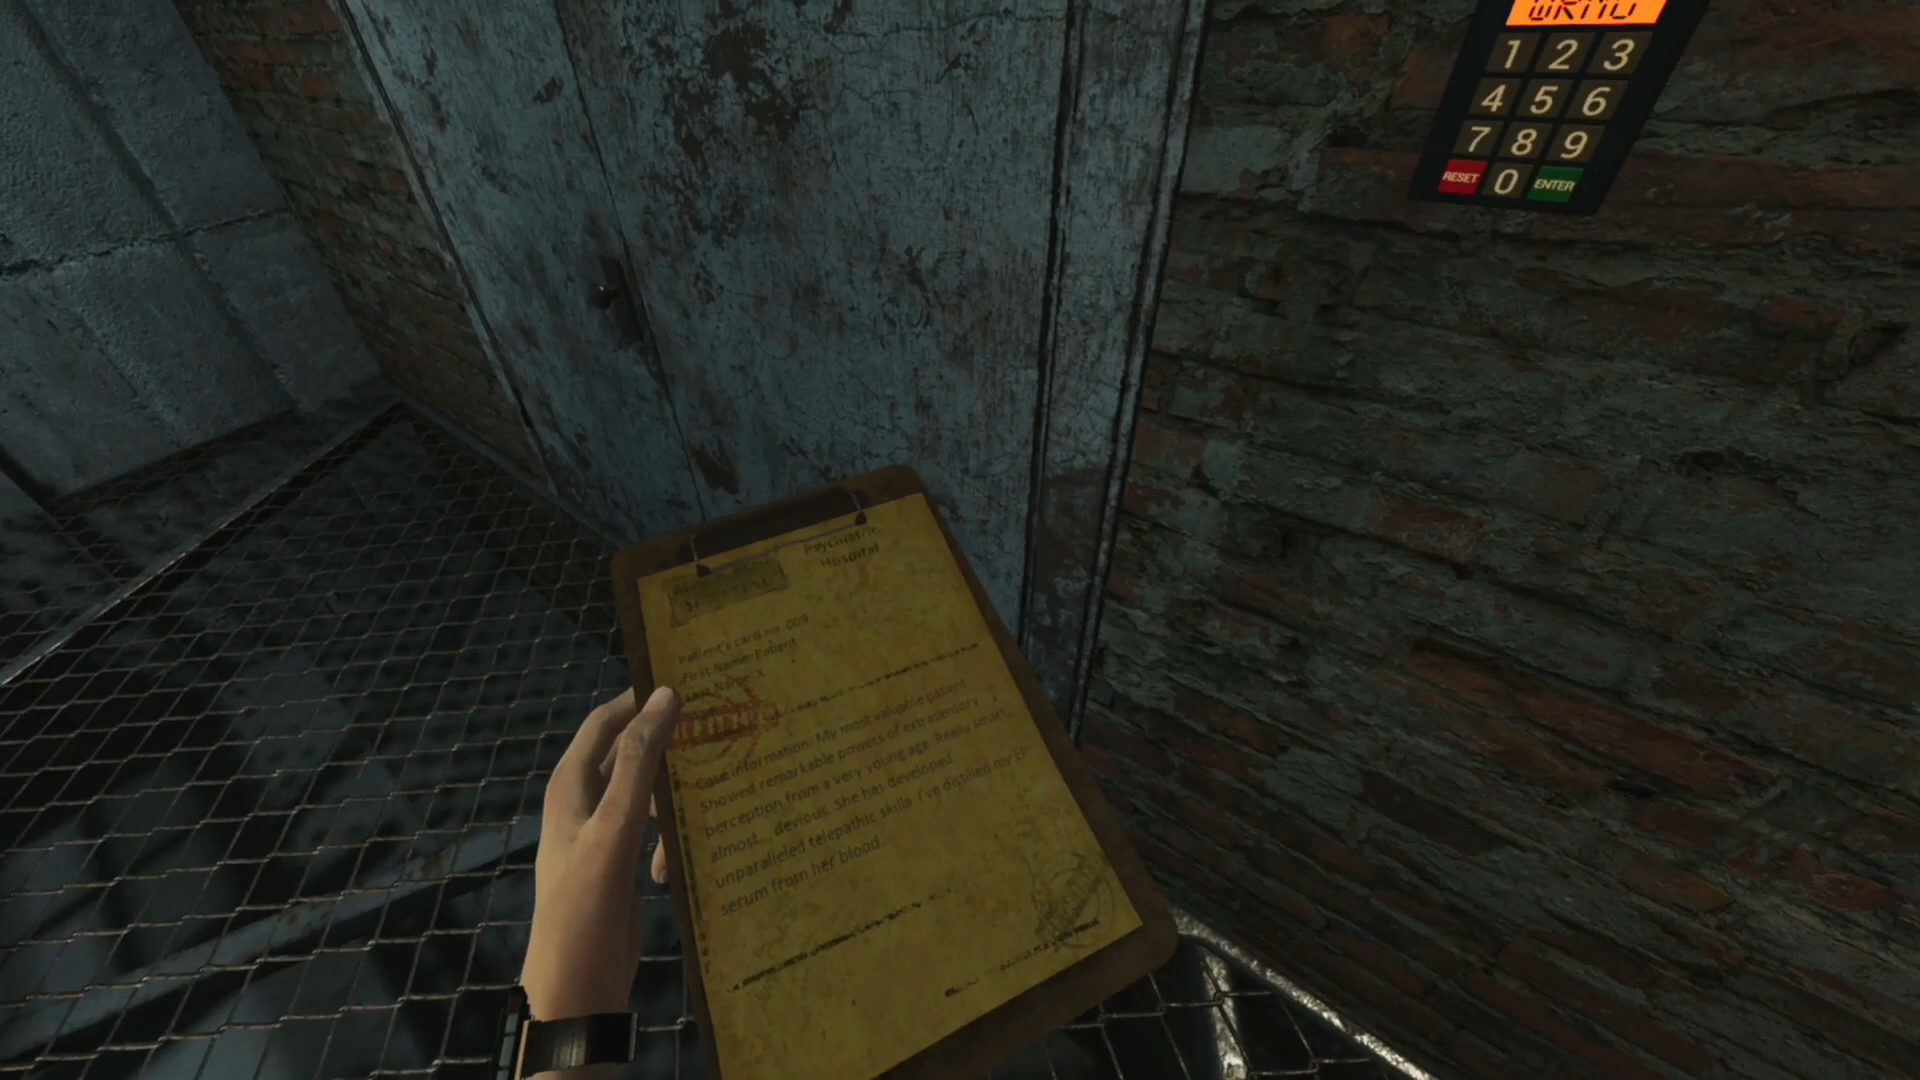 1 2 3
4 5 6
7 8 9
RESET 0 ENTER
Psychiatric
Hospital
HOSPITAL
Patient's card no. 009
First Name: Patient
Last Name: X
Case information: My most valuable patient.
Showed remarkable powers of extrasensory
perception from a very young age. Really smart...
almost... devious. She has developed
unparalleled telepathic skills. I've distilled my
serum from her blood.